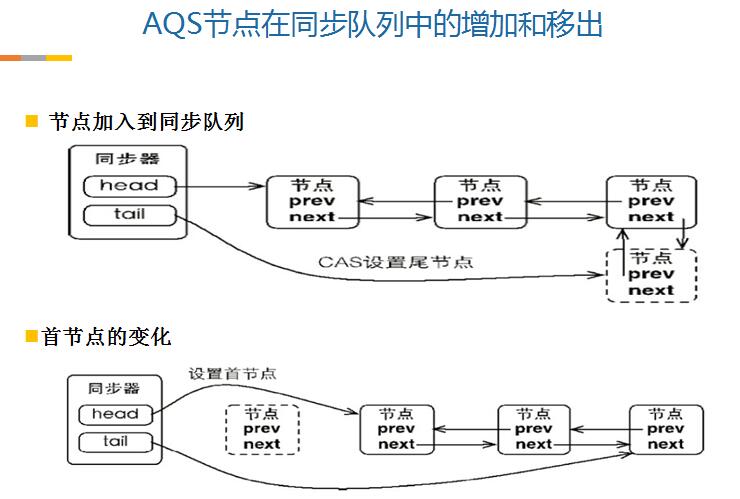 AQS节点在同步队列中的增加和移出
节点加入到同步队列
同步器
head
tail
节点
prev
next
节点
prev
next
节点
prev
next
CAS设置尾节点
节点
prev
next
首节点的变化
设置首节点
同步器
head
tail
节点
prev
next
节点
prev
next
节点
prev
next
节点
prev
next